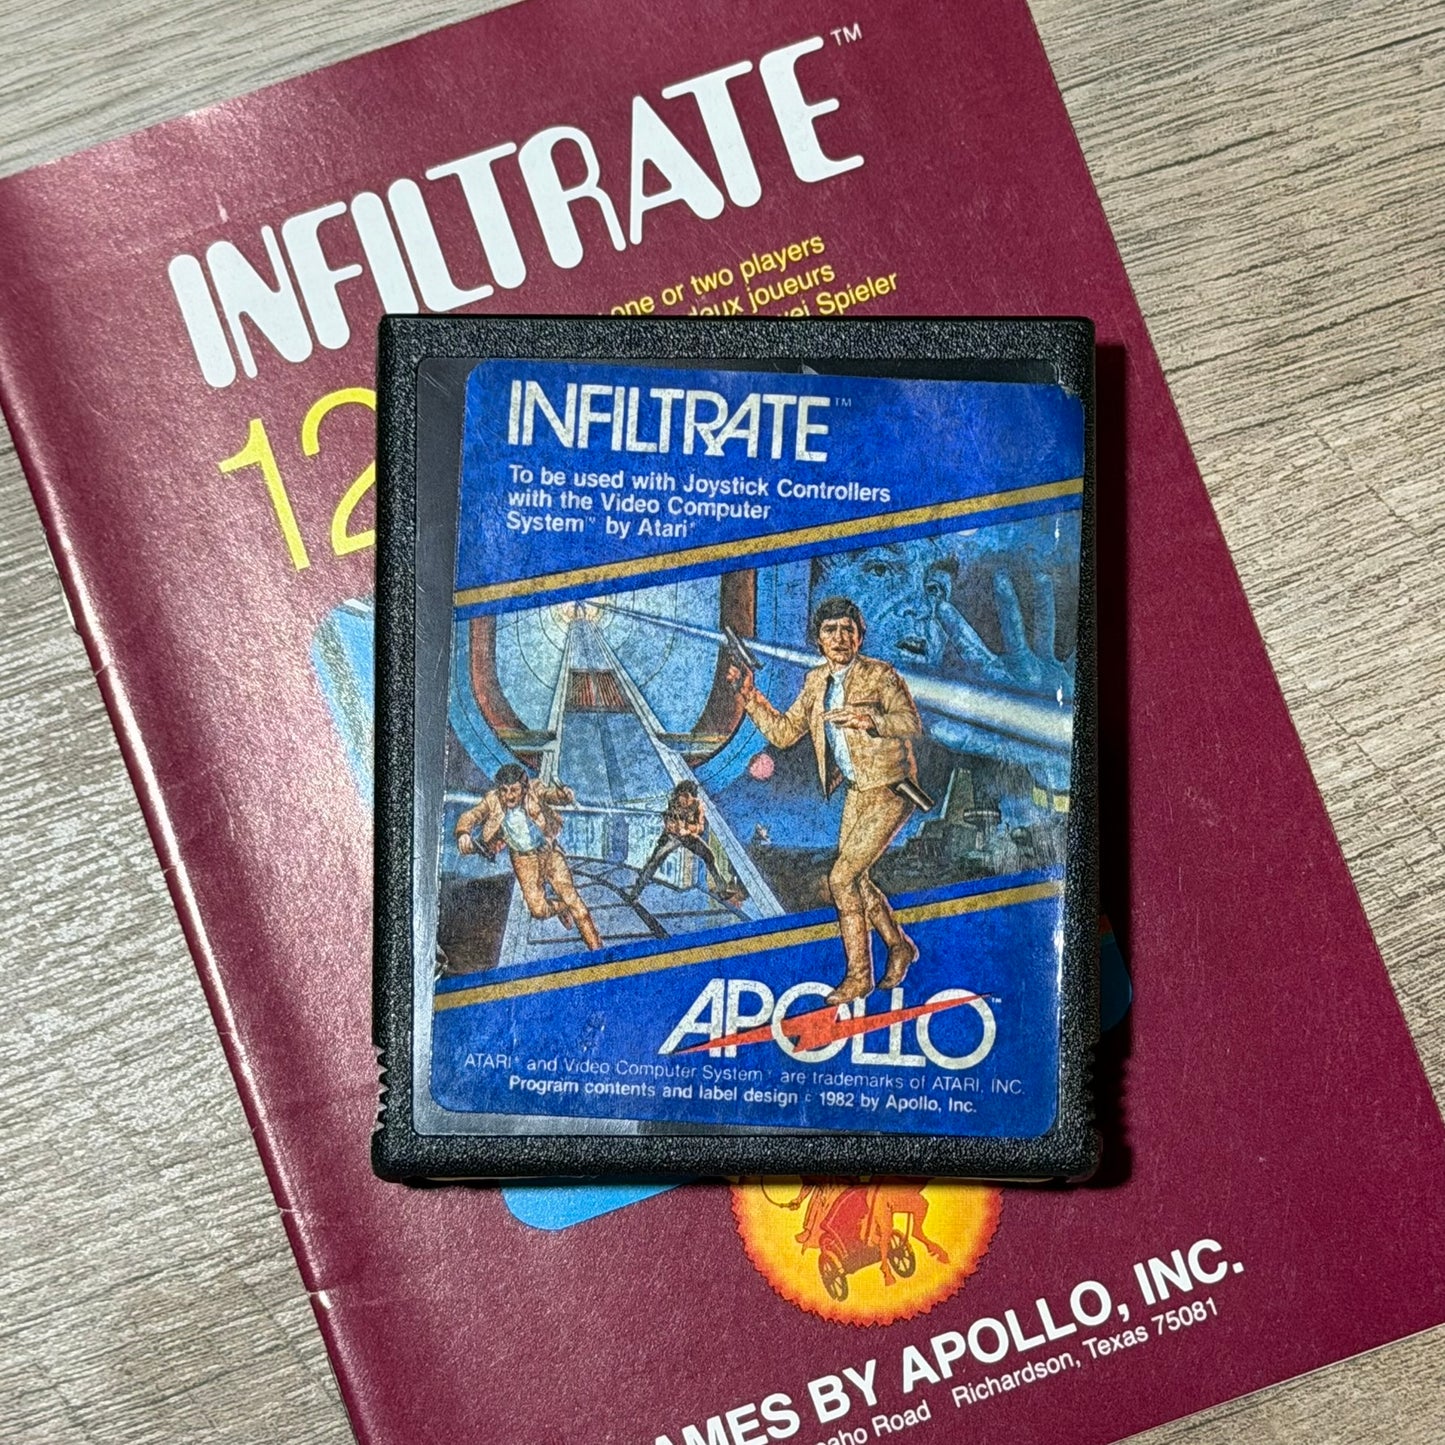 INFILTRATE™
one or two players
deux joueurs
Spieler
12
INFILTRATE™
To be used with Joystick Controllers
with the Video Computer
System™ by Atari®
APOLLO™
ATARI® and Video Computer System™ are trademarks of ATARI, INC.
Program contents and label design © 1982 by Apollo, Inc.
BY APOLLO, INC.
Road Richardson, Texas 75081